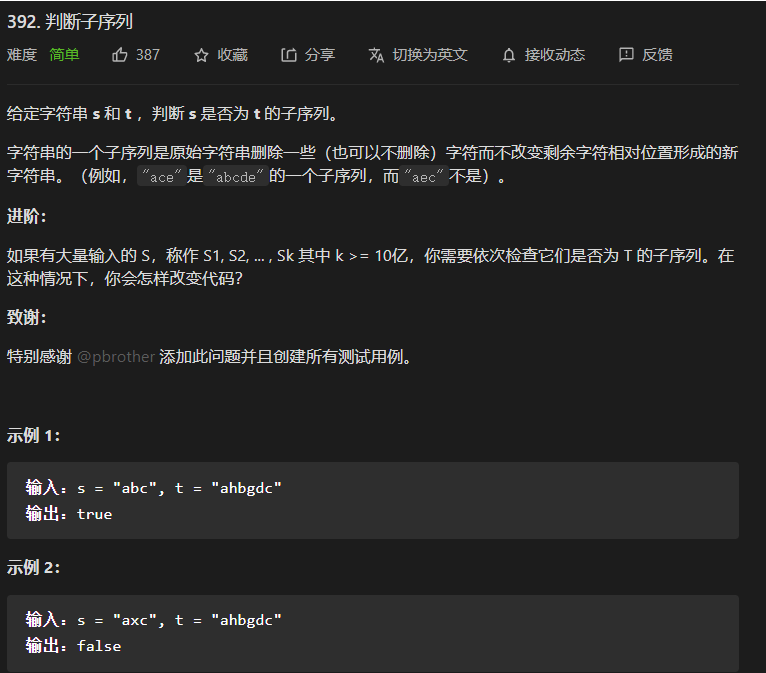 392. 判断子序列
难度 简单 387 收藏 分享 切换为英文 接收动态 反馈
给定字符串 s 和 t ，判断 s 是否为 t 的子序列。
字符串的一个子序列是原始字符串删除一些（也可以不删除）字符而不改变剩余字符相对位置形成的新
字符串。（例如，"ace"是"abcde"的一个子序列，而"aec"不是）。
进阶：
如果有大量输入的 S，称作 S1, S2, ... , Sk 其中 k >= 10亿，你需要依次检查它们是否为 T 的子序列。在
这种情况下，你会怎样改变代码？
致谢：
特别感谢 @pbrother 添加此问题并且创建所有测试用例。
示例 1：
输入：s = "abc", t = "ahbgdc"
输出：true
示例 2：
输入：s = "axc", t = "ahbgdc"
输出：false